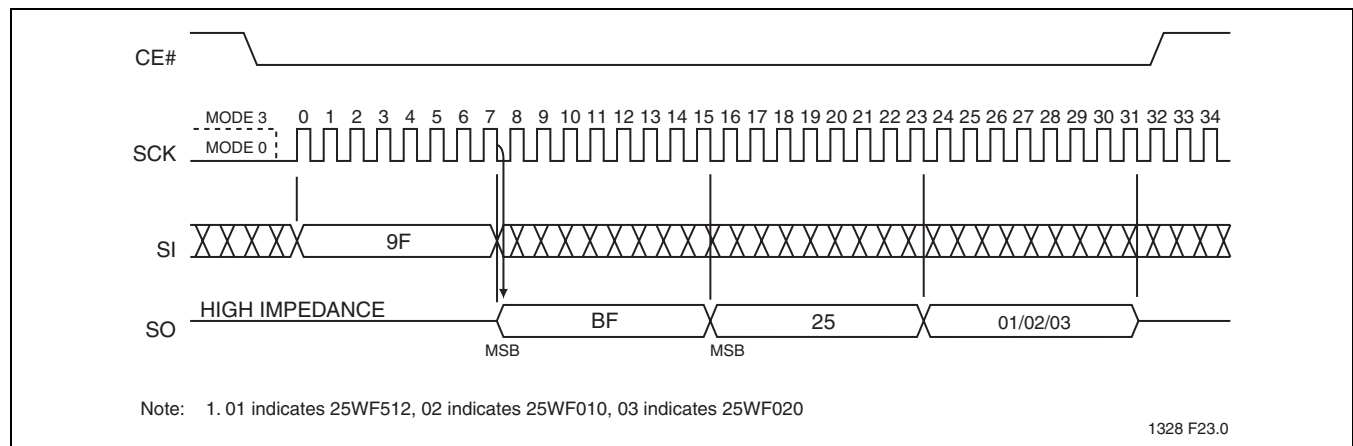 CE#
MODE 3 0 1 2 3 4 5 6 7 8 9 10 11 12 13 14 15 16 17 18 19 20 21 22 23 24 25 26 27 28 29 30 31 32 33 34
SCK MODE 0
SI 9F
HIGH IMPEDANCE
SO BF 25 01/02/03
MSB MSB
Note: 1. 01 indicates 25WF512, 02 indicates 25WF010, 03 indicates 25WF020
1328 F23.0